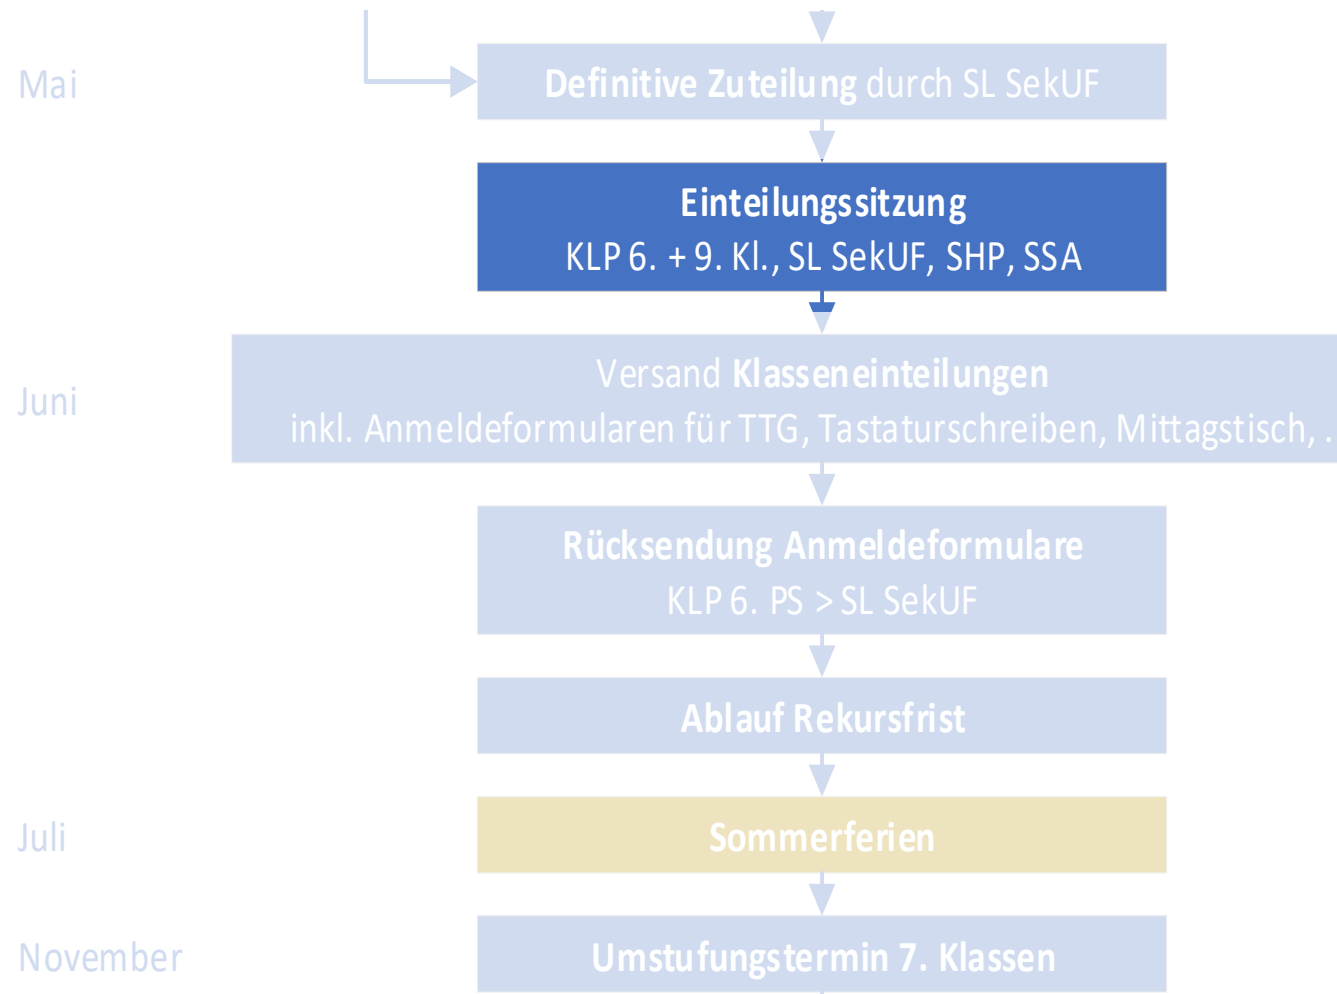 Mai
Definitive Zuteilung durch SL SekUF
Einteilungssitzung
KLP 6. + 9. Kl., SL SekUF, SHP, SSA
Juni
Versand Klasseneinteilungen
inkl. Anmeldeformularen für TTG, Tastaturschreiben, Mittagstisch, .
Rücksendung Anmeldeformulare
KLP 6. PS > SL SekUF
Ablauf Rekursfrist
Juli
Sommerferien
November
Umstufungstermin 7. Klassen